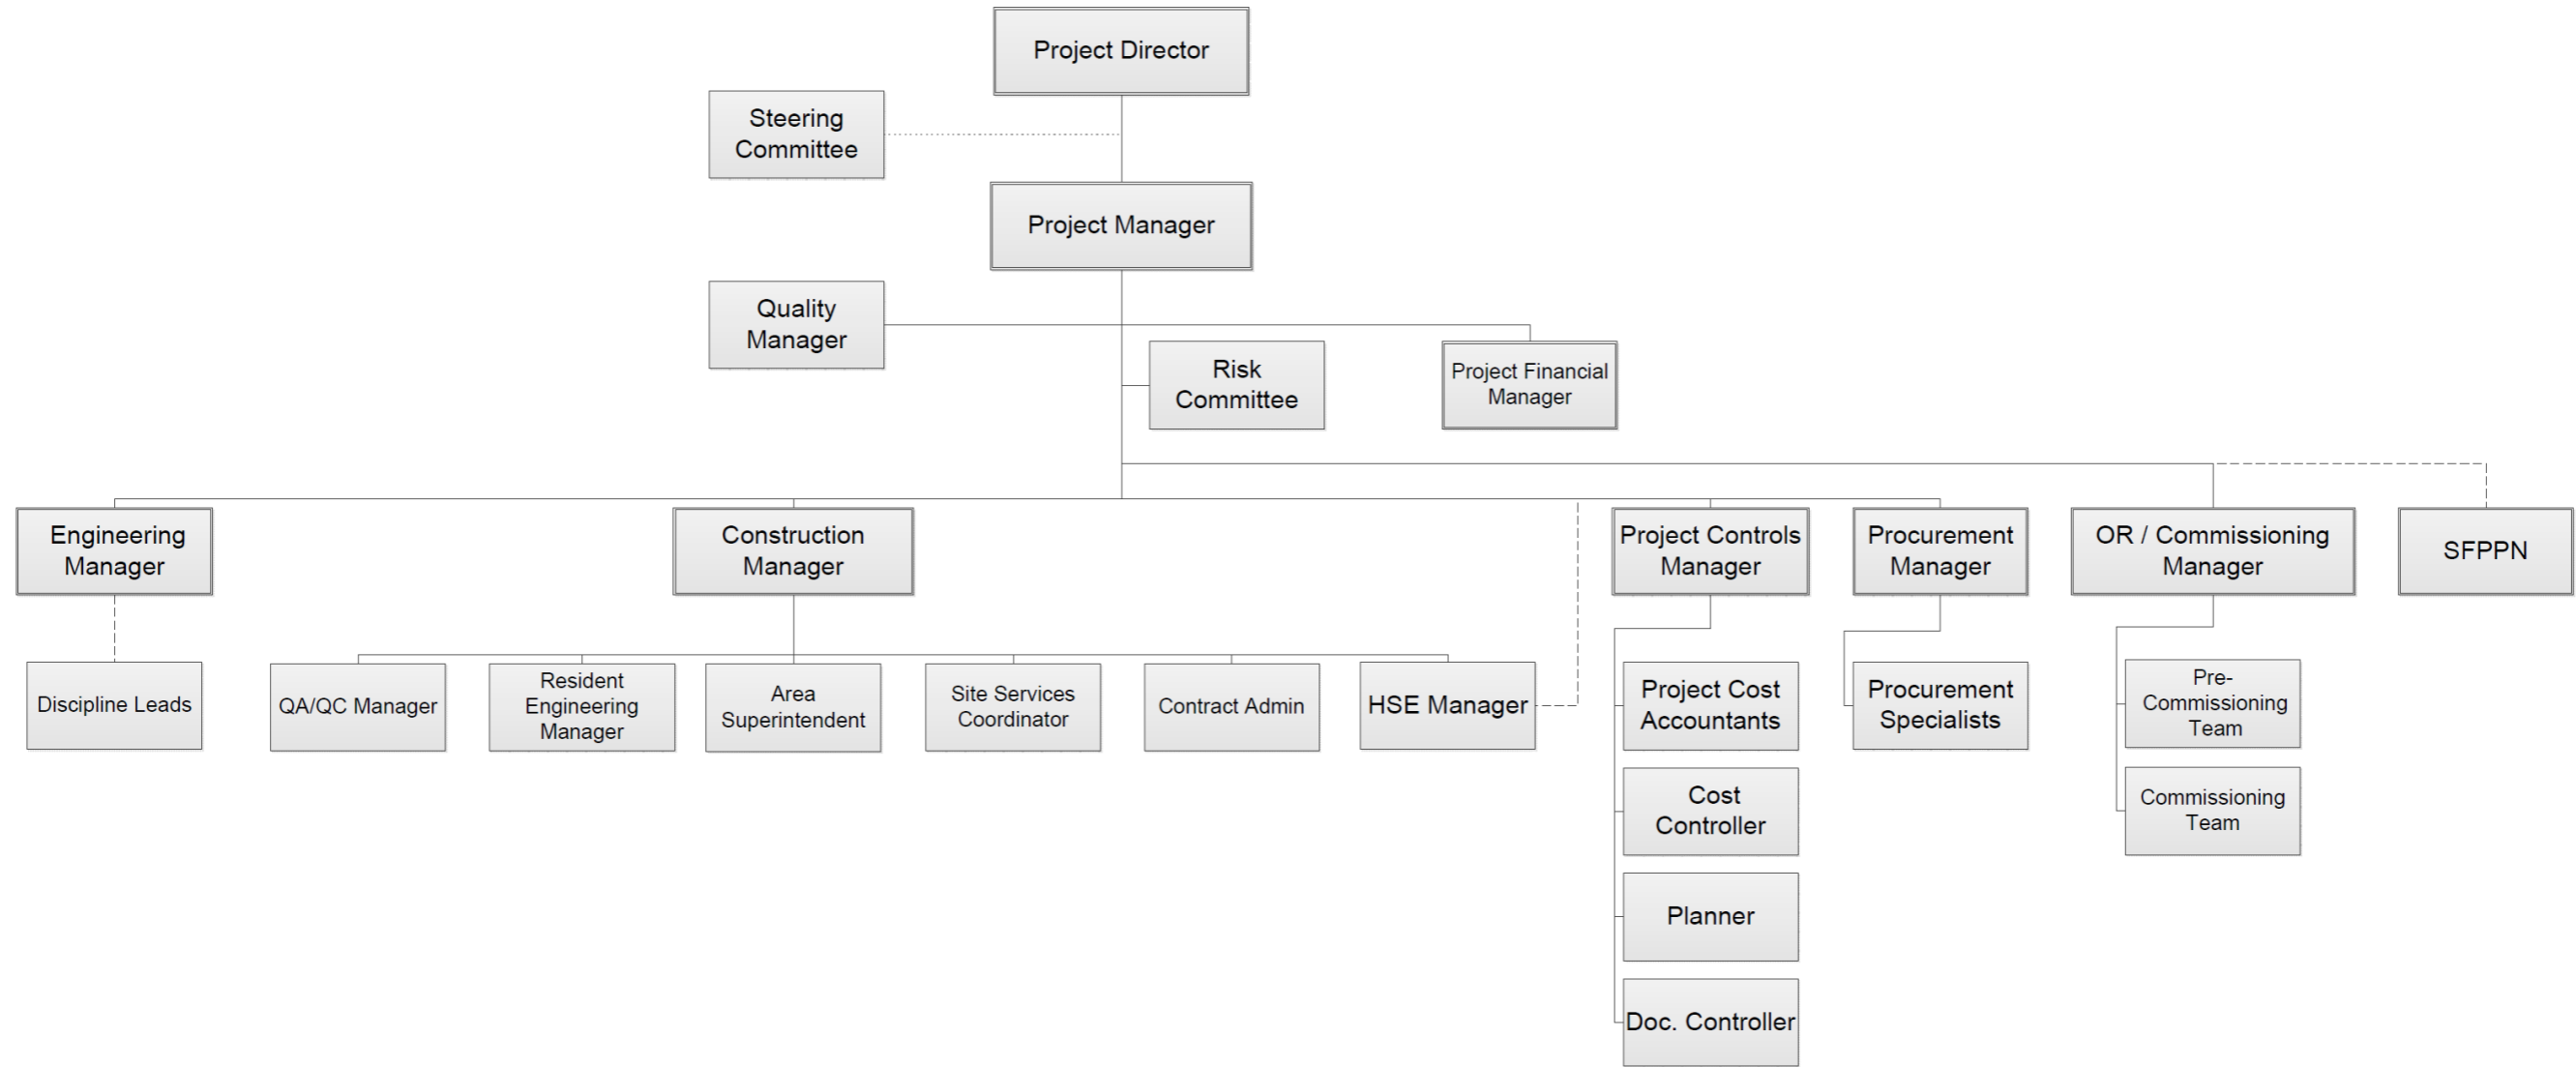 Project Director
Steering
Committee
Project Manager
Quality
Manager
Risk
Committee
Project Financial
Manager
Engineering
Manager
Construction
Manager
Project Controls
Manager
Procurement
Manager
OR / Commissioning
Manager
SFPPN
Discipline Leads
QA/QC Manager
Resident
Engineering
Manager
Area
Superintendent
Site Services
Coordinator
Contract Admin
HSE Manager
Project Cost
Accountants
Procurement
Specialists
Pre-
Commissioning
Team
Cost
Controller
Commissioning
Team
Planner
Doc. Controller